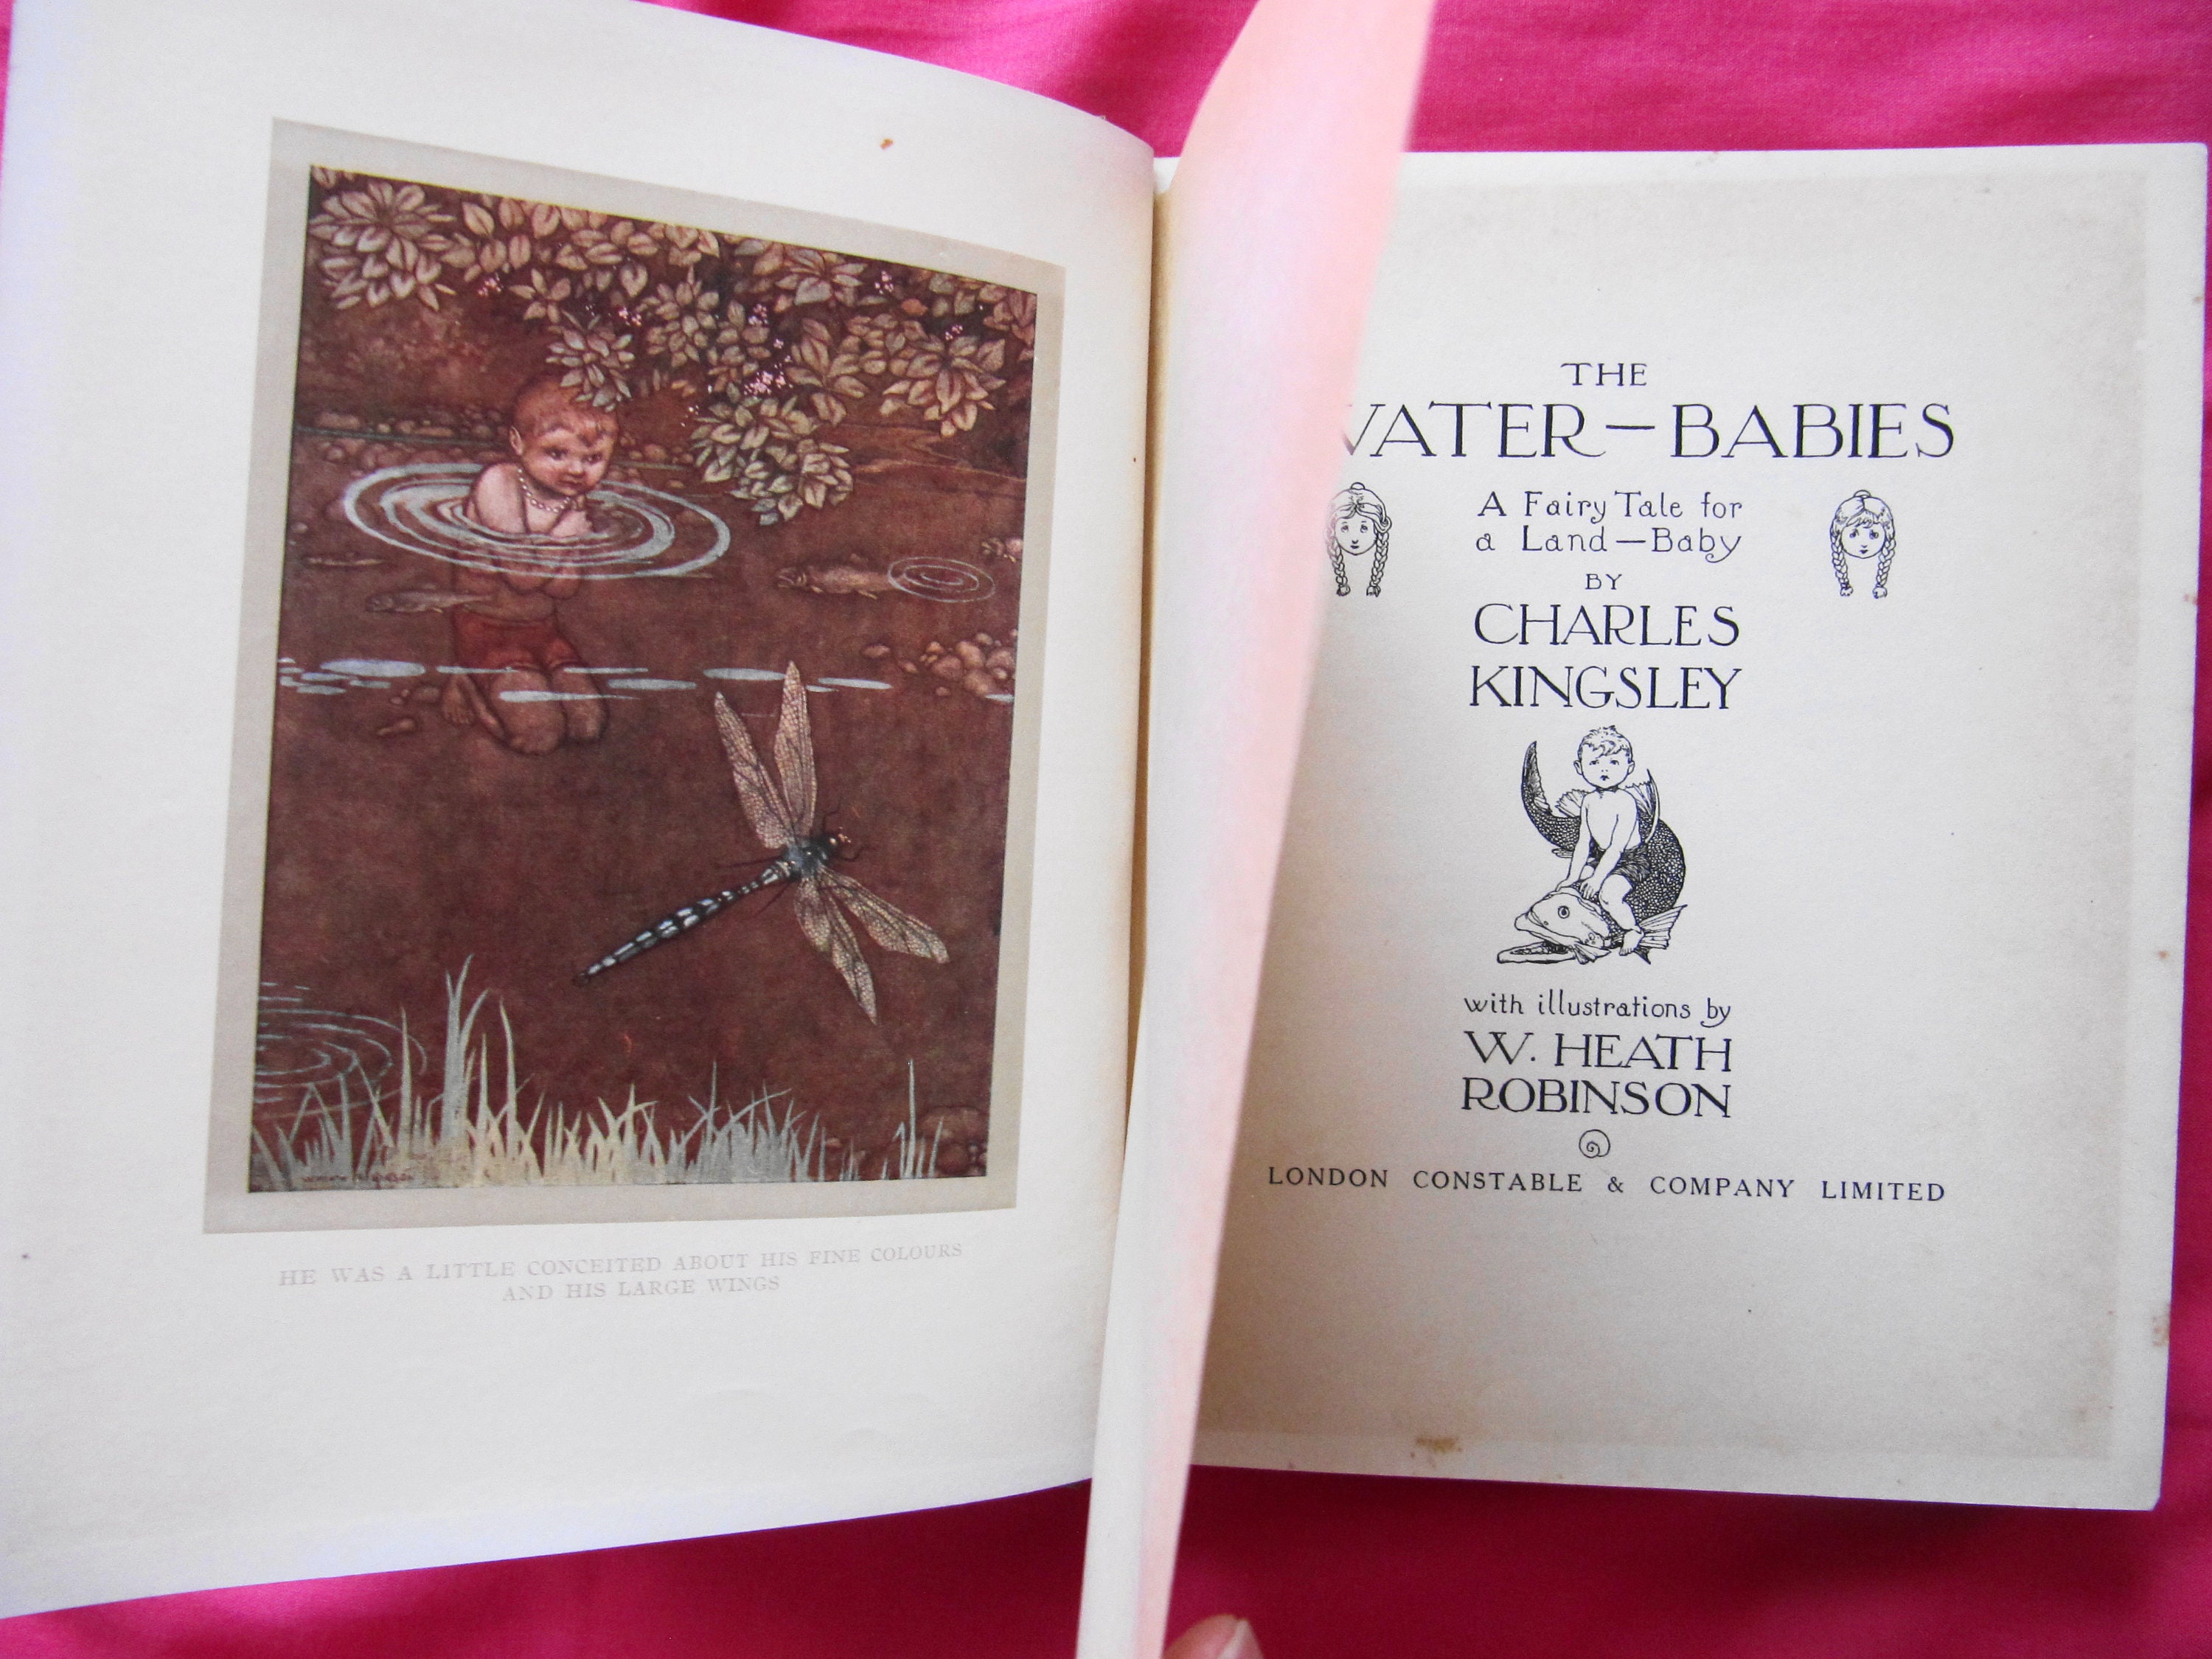 HE WAS A LITTLE CONCEITED ABOUT HIS FINE COLOURS
AND HIS LARGE WINGS
THE
WATER—BABIES
A Fairy Tale for
a Land—Baby
BY
CHARLES
KINGSLEY
with illustrations by
W. HEATH
ROBINSON
LONDON CONSTABLE & COMPANY LIMITED